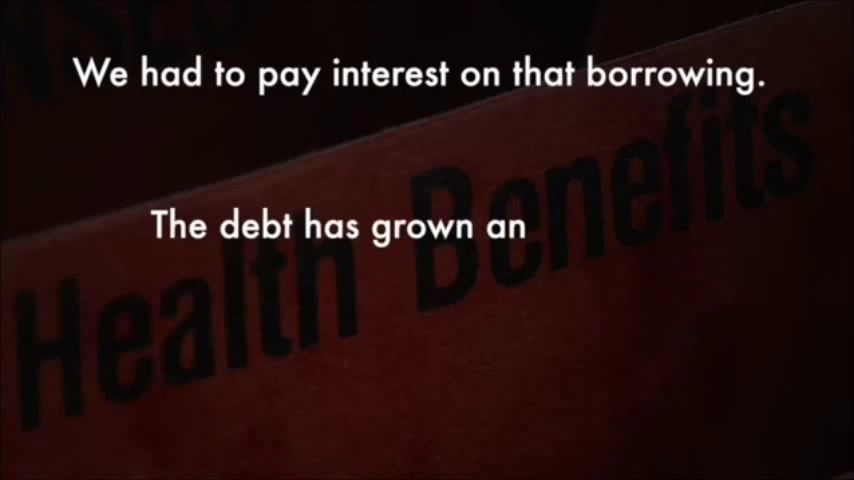 We had to pay interest on that borrowing.
The debt has grown an
Health Benefits